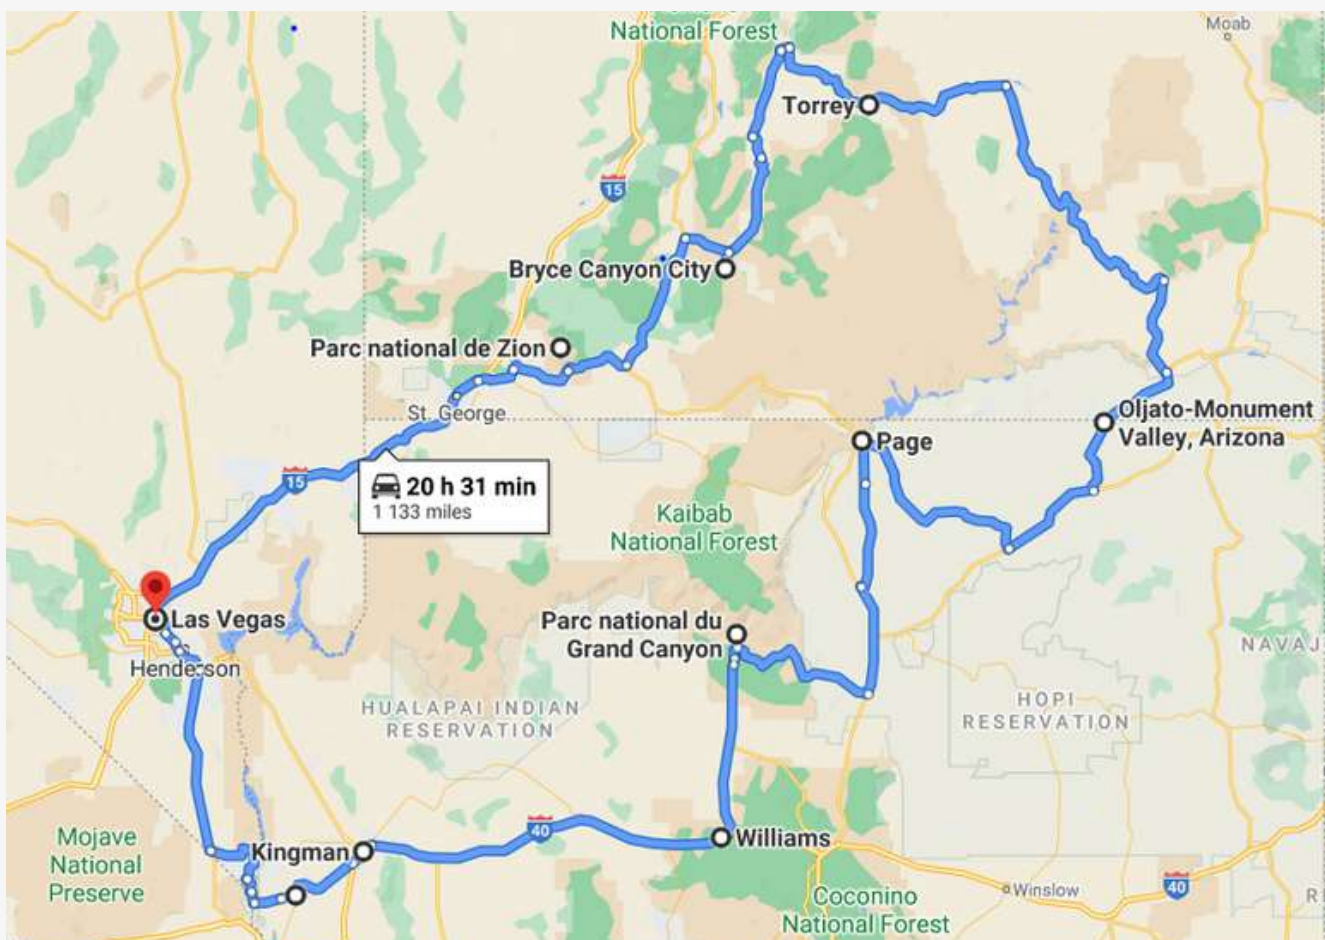 National Forest
Moab
Torrey
15
Bryce Canyon City
Parc national de Zion
St. George
Oljato-Monument
Valley, Arizona
Page
15
20 h 31 min
1 133 miles
Kaibab
National Forest
Las Vegas
Henderson
Parc national du
Grand Canyon
HUALAPAI INDIAN
RESERVATION
HOPI
RESERVATION
NAVAJ
Mojave
National
Preserve
Kingman
40
Williams
Coconino
National Forest
Winslow
40
R